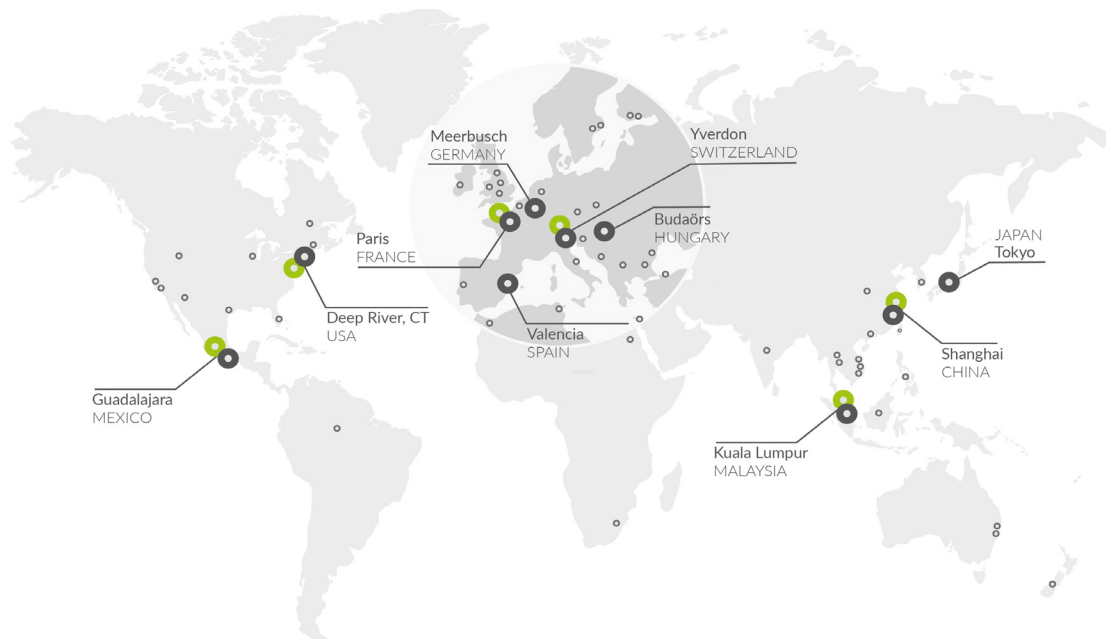 Meerbusch
GERMANY
Yverdon
SWITZERLAND
Paris
FRANCE
Budaörs
HUNGARY
JAPAN
Tokyo
Deep River, CT
USA
Valencia
SPAIN
Shanghai
CHINA
Guadalajara
MEXICO
Kuala Lumpur
MALAYSIA